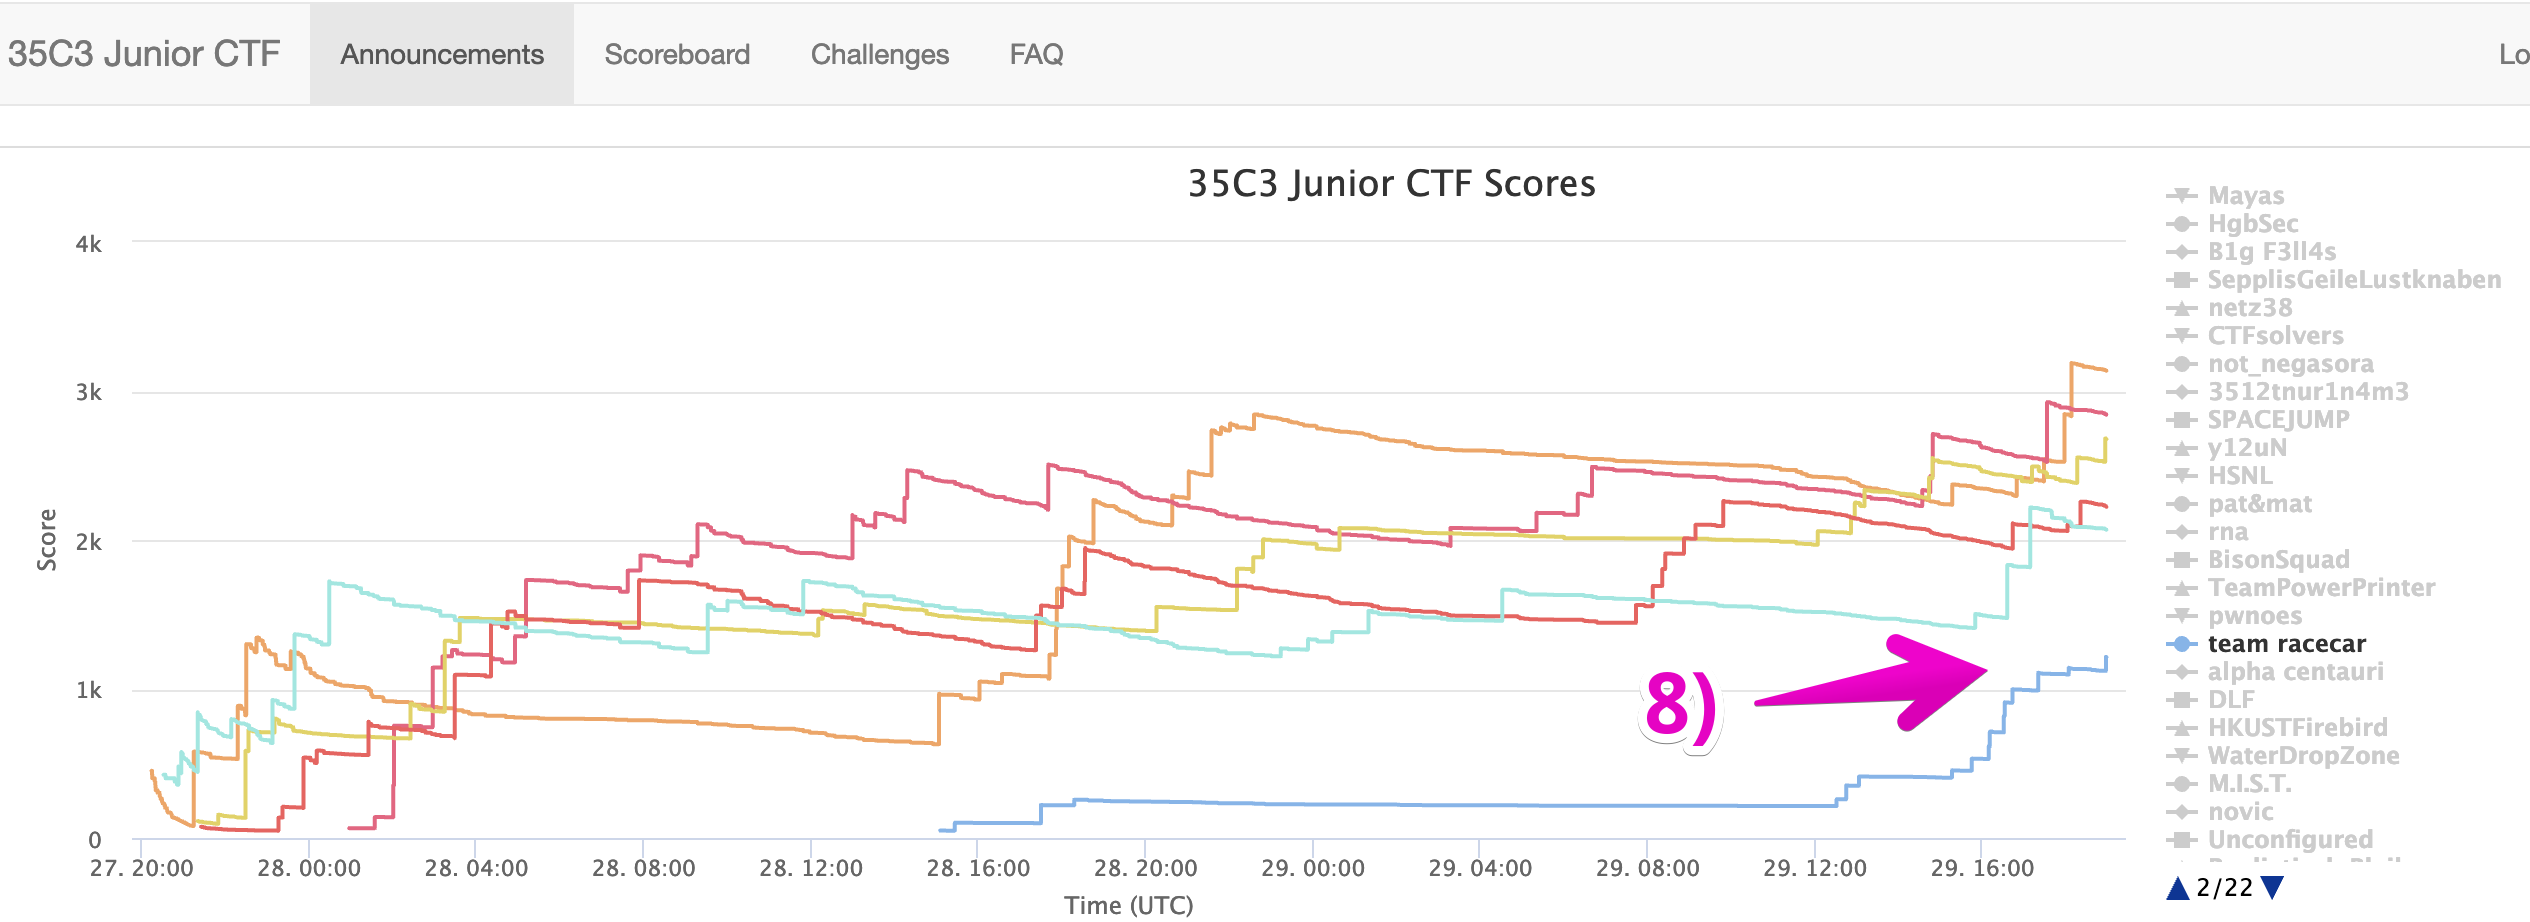 35C3 Junior CTF Announcements Scoreboard Challenges FAQ Lo
35C3 Junior CTF Scores
4k
3k
2k
1k
0
Score
27. 20:00 28. 00:00 28. 04:00 28. 08:00 28. 12:00 28. 16:00 28. 20:00 29. 00:00 29. 04:00 29. 08:00 29. 12:00 29. 16:00
Time (UTC)
8)
Mayas
HgbSec
B1g F3ll4s
SepplisGeileLustknaben
netz38
CTFsolvers
not_negasora
3512tnur1n4m3
SPACEJUMP
y12uN
HSNL
pat&mat
rna
BisonSquad
TeamPowerPrinter
pwnoes
team racecar
alpha centauri
DLF
HKUSTFirebird
WaterDropZone
M.I.S.T.
novic
Unconfigured
2/22